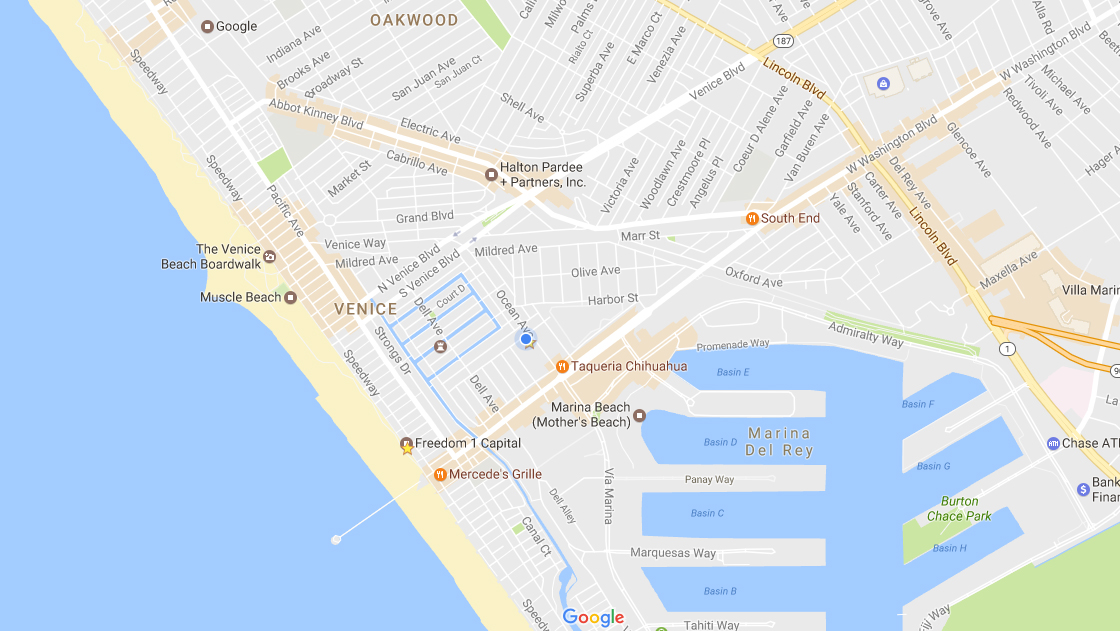 OAKWOOD
Google
Indiana Ave
Brooks Ave
Broadway St
San Juan Ave
San Juan Ct
Rialto Ct
Superba Ave
E Marco Ct
Venezia Ave
187
Lincoln Blvd
Venice Blvd
W Washington Blvd
Michael Ave
Tivoli Ave
Redwood Ave
Glencoe Ave
Speedway
Abbot Kinney Blvd
Electric Ave
Shell Ave
Cabrillo Ave
Market St
Halton Pardee
+ Partners, Inc.
Victoria Ave
Woodlawn Ave
Crestmoore Pl
Angelus Pl
Coeur D Alene Ave
Garfield Ave
Van Buren Ave
W Washington Blvd
Del Rey Ave
Carter Ave
Stanford Ave
Yale Ave
Lincoln Blvd
Speedway
Pacific Ave
Grand Blvd
South End
Marr St
Venice Way
Mildred Ave
Mildred Ave
N Venice Blvd
S Venice Blvd
The Venice
Beach Boardwalk
Muscle Beach
VENICE
Court D
Dell Ave
Ocean Ave
Olive Ave
Harbor St
Oxford Ave
Maxella Ave
Admiralty Way
1
Promenade Way
Strongs Dr
Speedway
Dell Ave
Taqueria Chihuahua
Basin E
Basin F
Marina Beach
(Mother's Beach)
Basin D
Marina
Del Rey
Freedom 1 Capital
Mercede's Grille
Chase
Basin G
Panay Way
Via Marina
Dell Alley
Basin C
Burton
Chace Park
Basin H
Canal Ct
Marquesas Way
Basin B
Speedway
Google
Tahiti Way